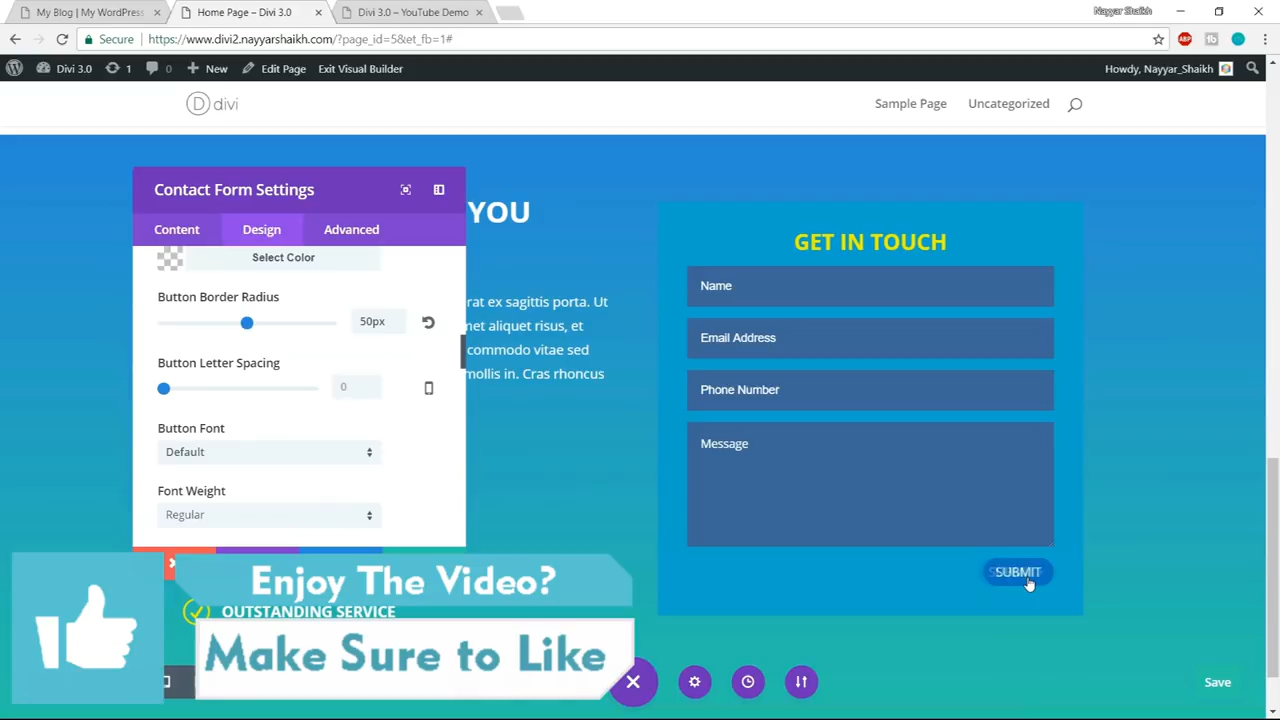 My Blog | My WordPress
Home Page – Divi 3.0
Divi 3.0 – YouTube Demo
Nayyar Shaikh
Secure
https://www.divi2.nayyarshaikh.com/?page_id=5&et_fb=1#
ABP
Divi 3.0
1
0
New
Edit Page
Exit Visual Builder
Howdy, Nayyar_Shaikh
D divi
Sample Page
Uncategorized
Contact Form Settings
Content
Design
Advanced
Select Color
Button Border Radius
50px
Button Letter Spacing
0
Button Font
Default
Font Weight
Regular
YOU
rat ex sagittis porta. Ut
met aliquet risus, et
commodo vitae sed
mollis in. Cras rhoncus
GET IN TOUCH
Name
Email Address
Phone Number
Message
SUBMIT
Enjoy The Video?
OUTSTANDING SERVICE
Make Sure to Like
Save